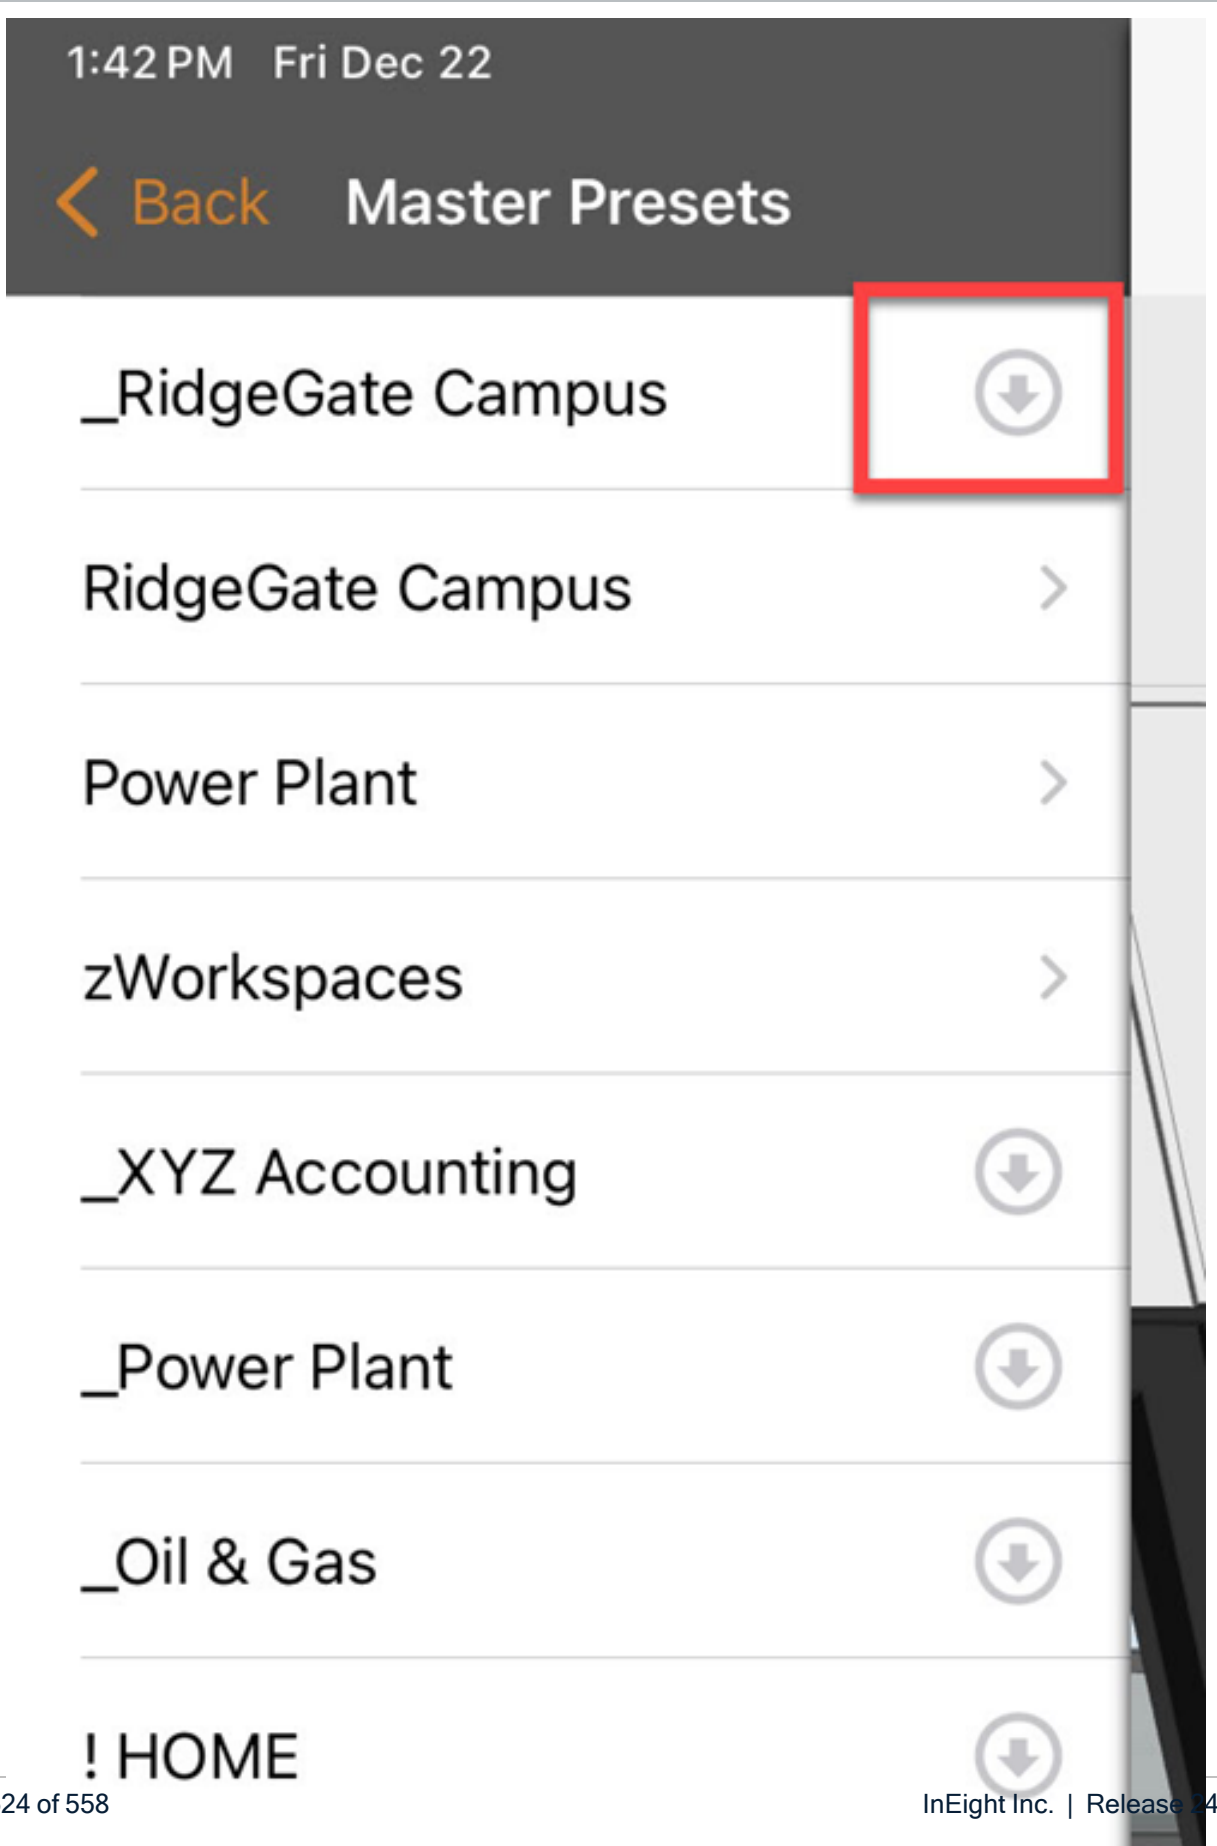 1:42 PM Fri Dec 22
Back Master Presets
_RidgeGate Campus
RidgeGate Campus
Power Plant
zWorkspaces
_XYZ Accounting
_Power Plant
_Oil & Gas
! HOME
24 of 558 InEight Inc. | Release 24